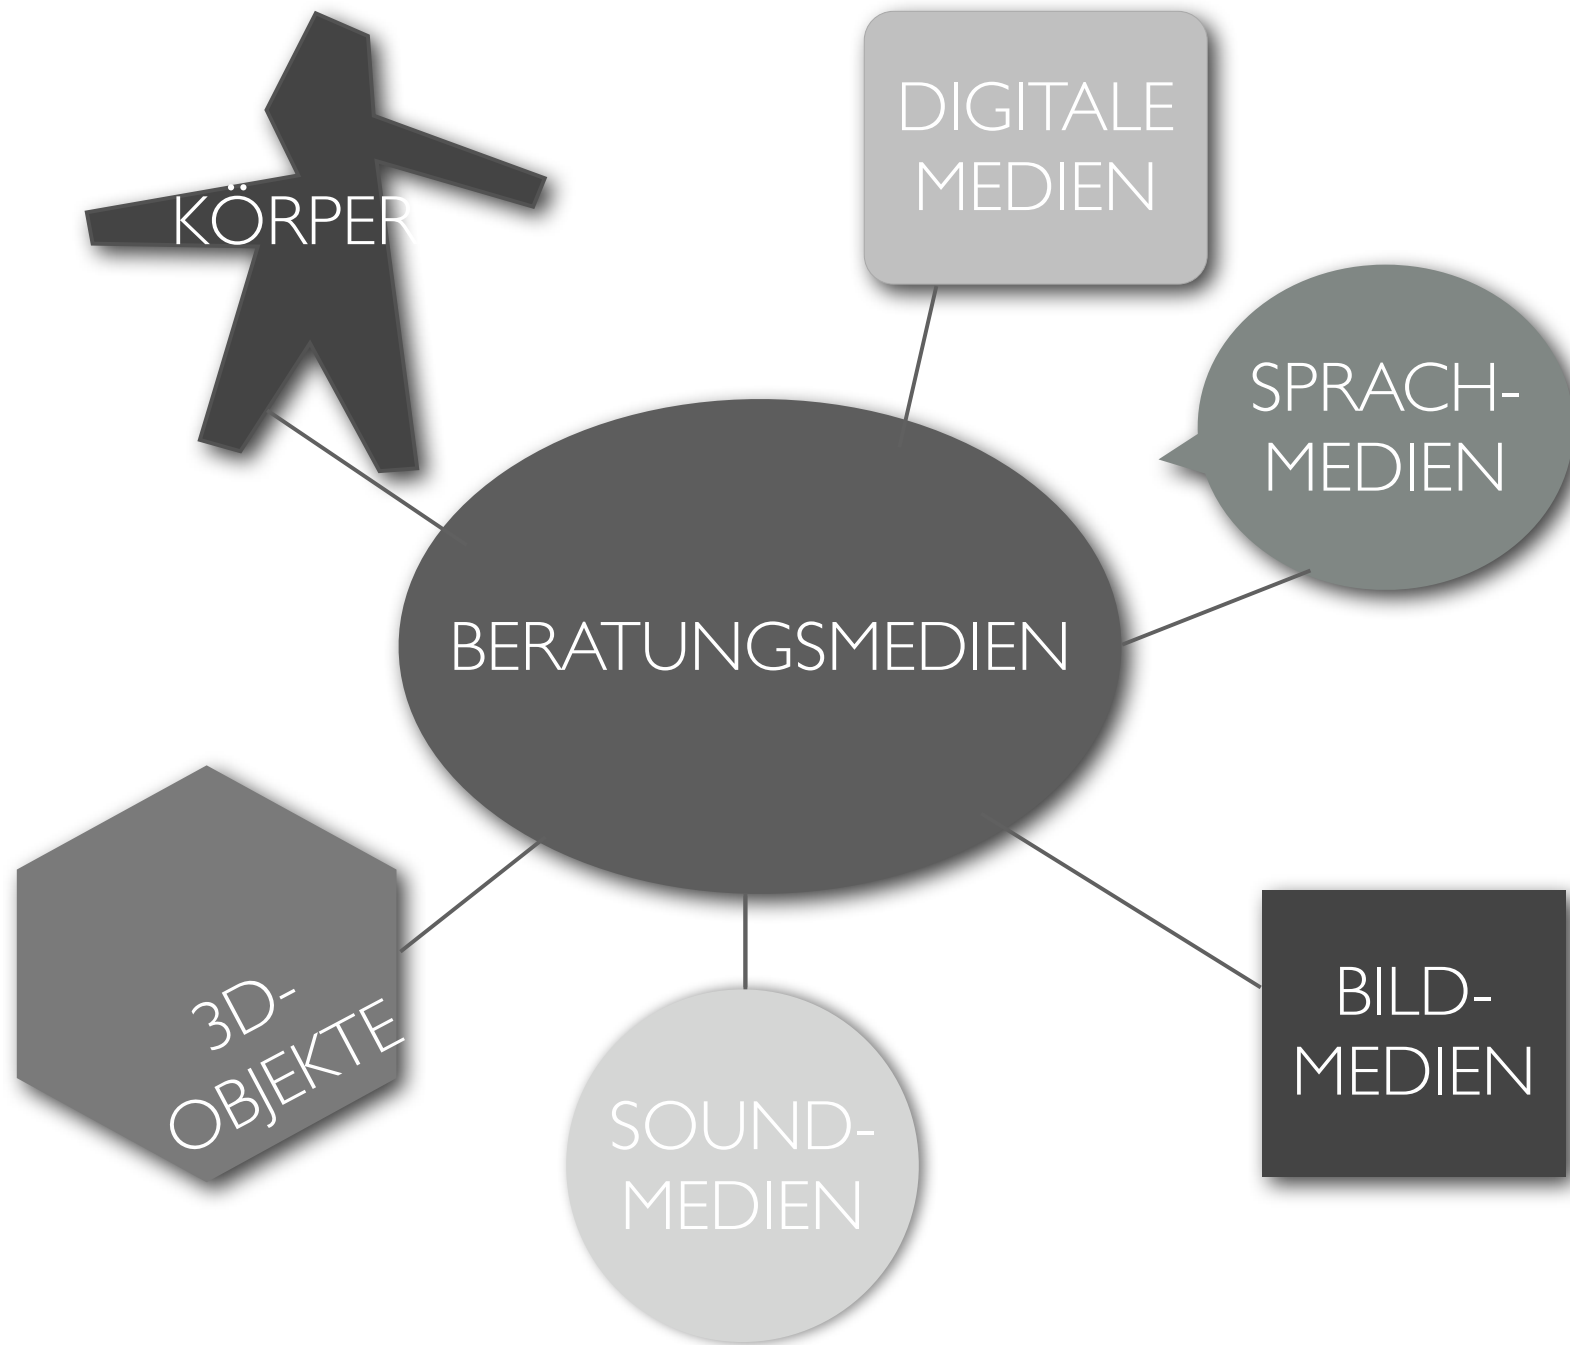 KÖRPER
DIGITALE
MEDIEN
SPRACH-
MEDIEN
BERATUNGSMEDIEN
3D-
OBJEKTE
SOUND-
MEDIEN
BILD-
MEDIEN